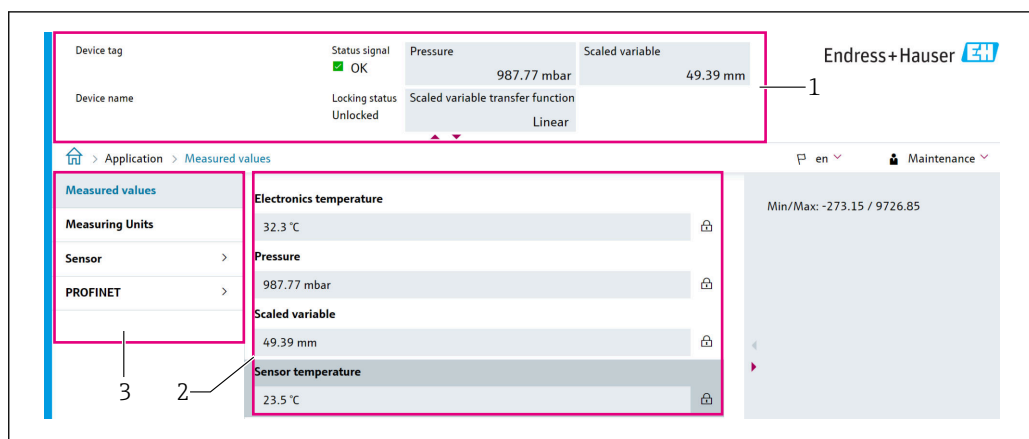 Device tag
Status signal
OK
Pressure
987.77 mbar
Scaled variable
49.39 mm
Endress+Hauser EH
1
Device name
Locking status
Unlocked
Scaled variable transfer function
Linear
> Application > Measured values
en
Maintenance
Measured values
Measuring Units
Sensor >
PROFINET >
3
2
Electronics temperature
32.3 °C
Pressure
987.77 mbar
Scaled variable
49.39 mm
Sensor temperature
23.5 °C
Min/Max: -273.15 / 9726.85